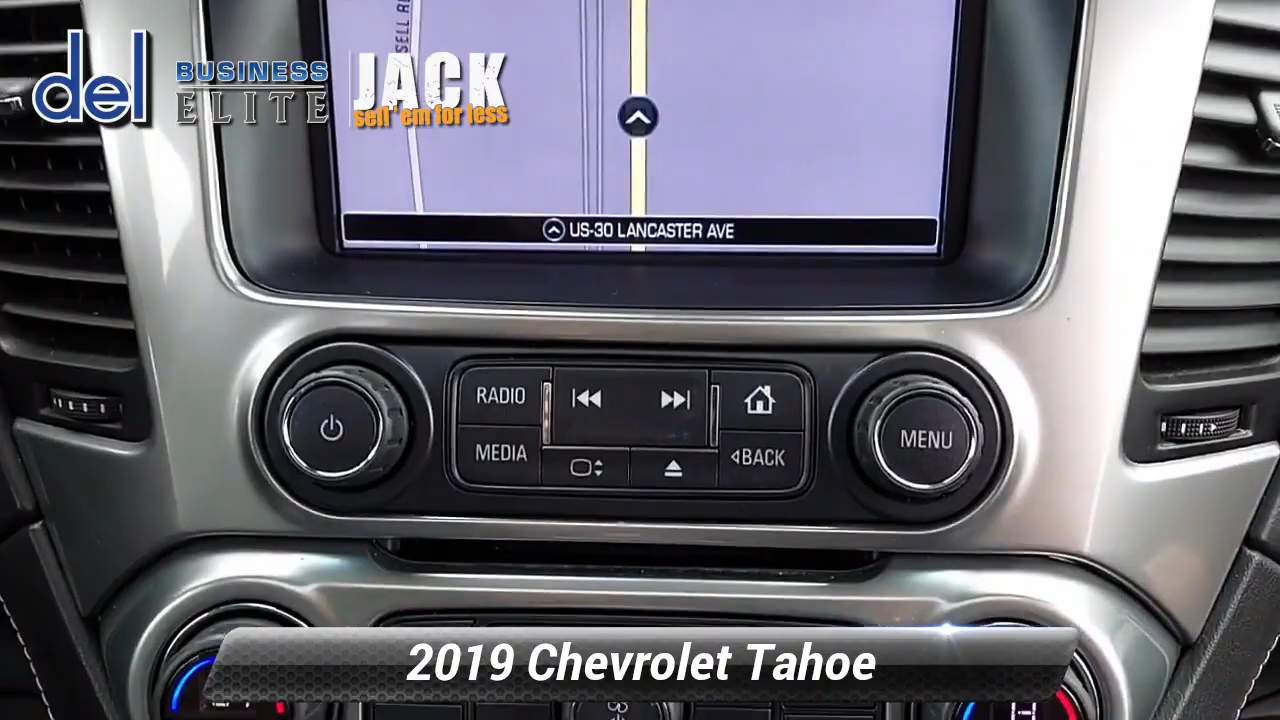 del
BUSINESS
ELITE
JACK
sell 'em for less
US-30 LANCASTER AVE
RADIO
MEDIA
BACK
MENU
2019 Chevrolet Tahoe